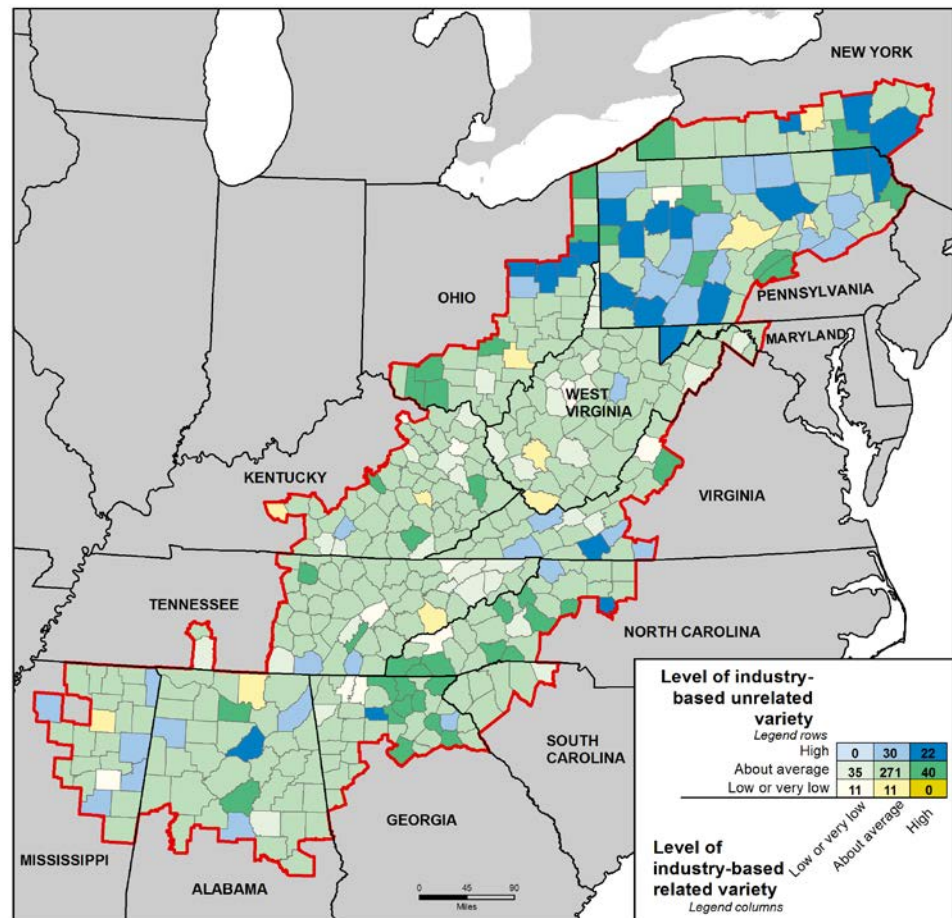 NEW YORK
OHIO
PENNSYLVANIA
MARYLAND
WEST
VIRGINIA
KENTUCKY
VIRGINIA
TENNESSEE
NORTH CAROLINA
SOUTH
CAROLINA
GEORGIA
MISSISSIPPI
ALABAMA
0 45 90
Miles
Level of industry-
based unrelated
variety
Legend rows
High 0 30 22
About average 35 271 40
Low or very low 11 11 0
Low or very low
About average
High
Level of
industry-based
related variety
Legend columns